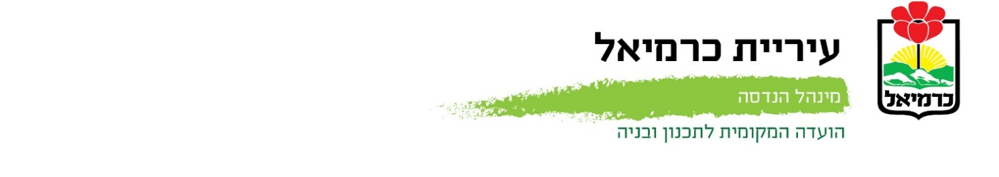 עיריית כרמיאל
מינהל הנדסה
הועדה המקומית לתכנון ובניה
כרמיאל